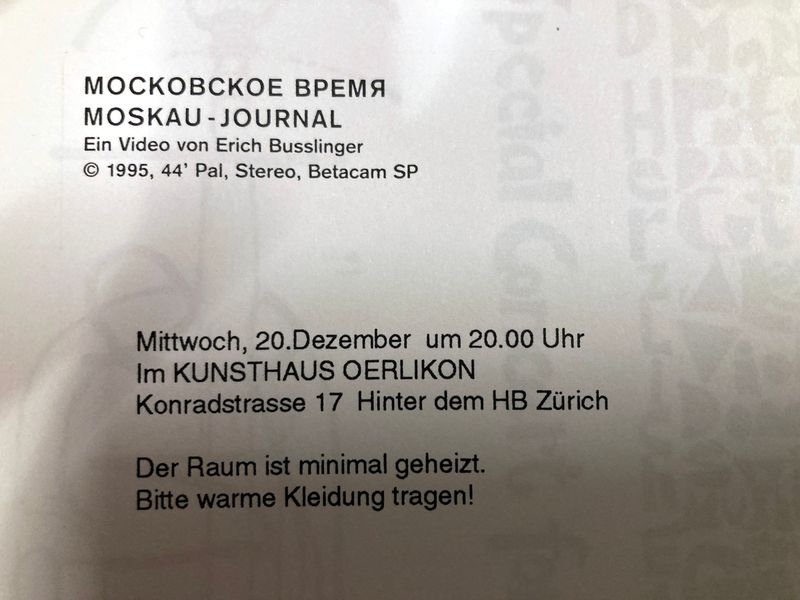 МОСКОВСКОЕ ВРЕМЯ
MOSKAU-JOURNAL
Ein Video von Erich Busslinger
© 1995, 44' Pal, Stereo, Betacam SP
Mittwoch, 20.Dezember um 20.00 Uhr
Im KUNSTHAUS OERLIKON
Konradstrasse 17 Hinter dem HB Zürich
Der Raum ist minimal geheizt.
Bitte warme Kleidung tragen!